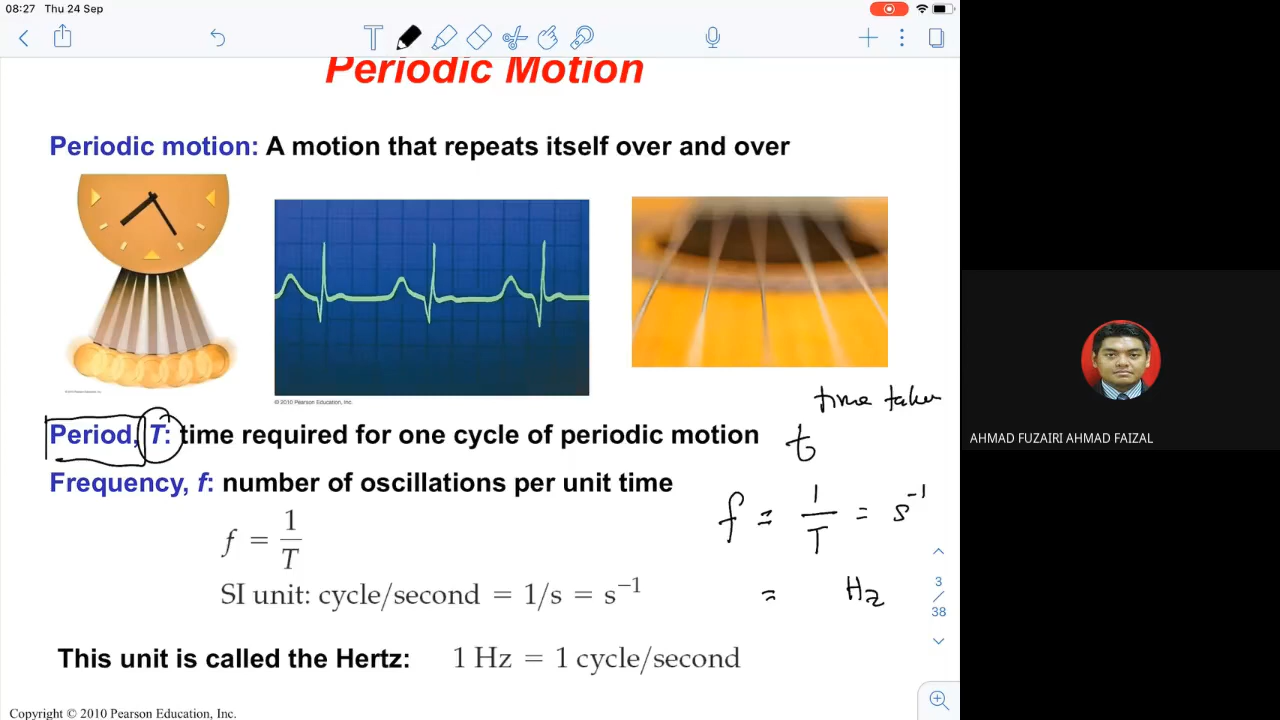 08:27 Thu 24 Sep
Periodic Motion
Periodic motion: A motion that repeats itself over and over
© 2010 Pearson Education, Inc.
time taken
Period, T: time required for one cycle of periodic motion
t
Frequency, f: number of oscillations per unit time
f = 1/T = s⁻¹
f = 1/T
SI unit: cycle/second = 1/s = s⁻¹
= Hz
This unit is called the Hertz: 1 Hz = 1 cycle/second
3
/
38
Copyright © 2010 Pearson Education, Inc.
AHMAD FUZAIRI AHMAD FAIZAL